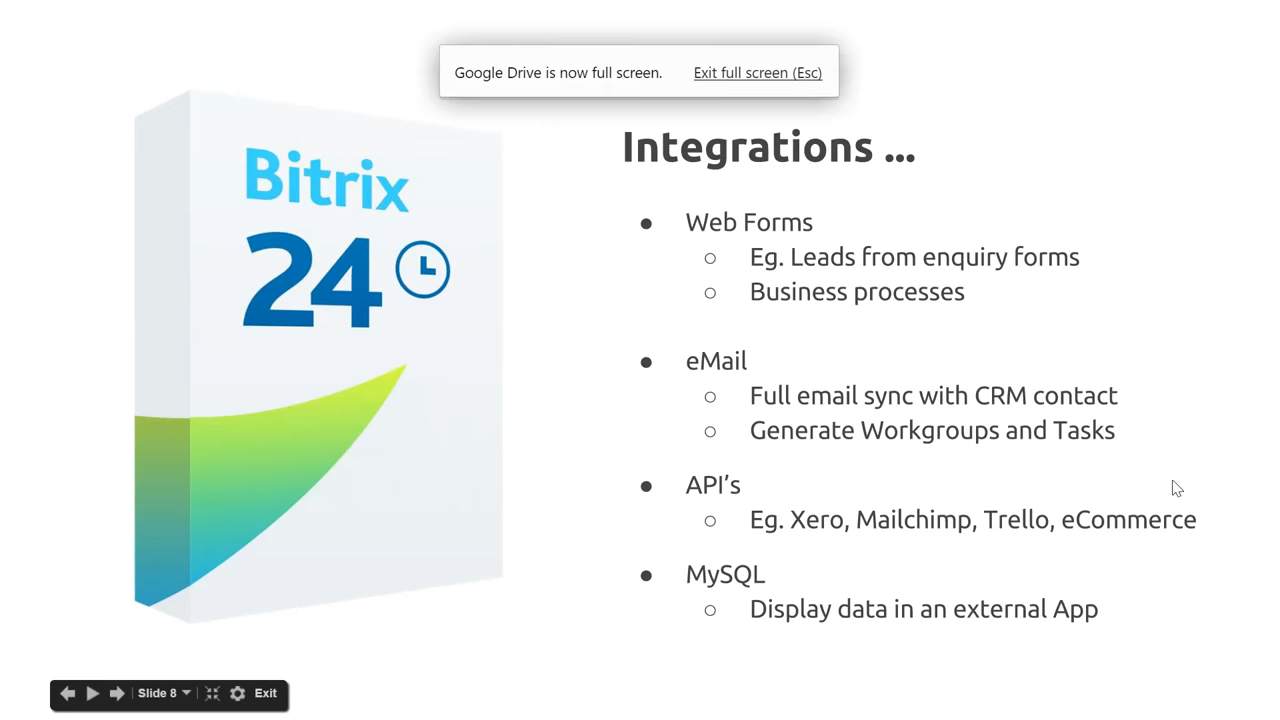 Google Drive is now full screen. Exit full screen (Esc)
Bitrix
24
Integrations ...
● Web Forms
○ Eg. Leads from enquiry forms
○ Business processes
● eMail
○ Full email sync with CRM contact
○ Generate Workgroups and Tasks
● API’s
○ Eg. Xero, Mailchimp, Trello, eCommerce
● MySQL
○ Display data in an external App
Slide 8 Exit